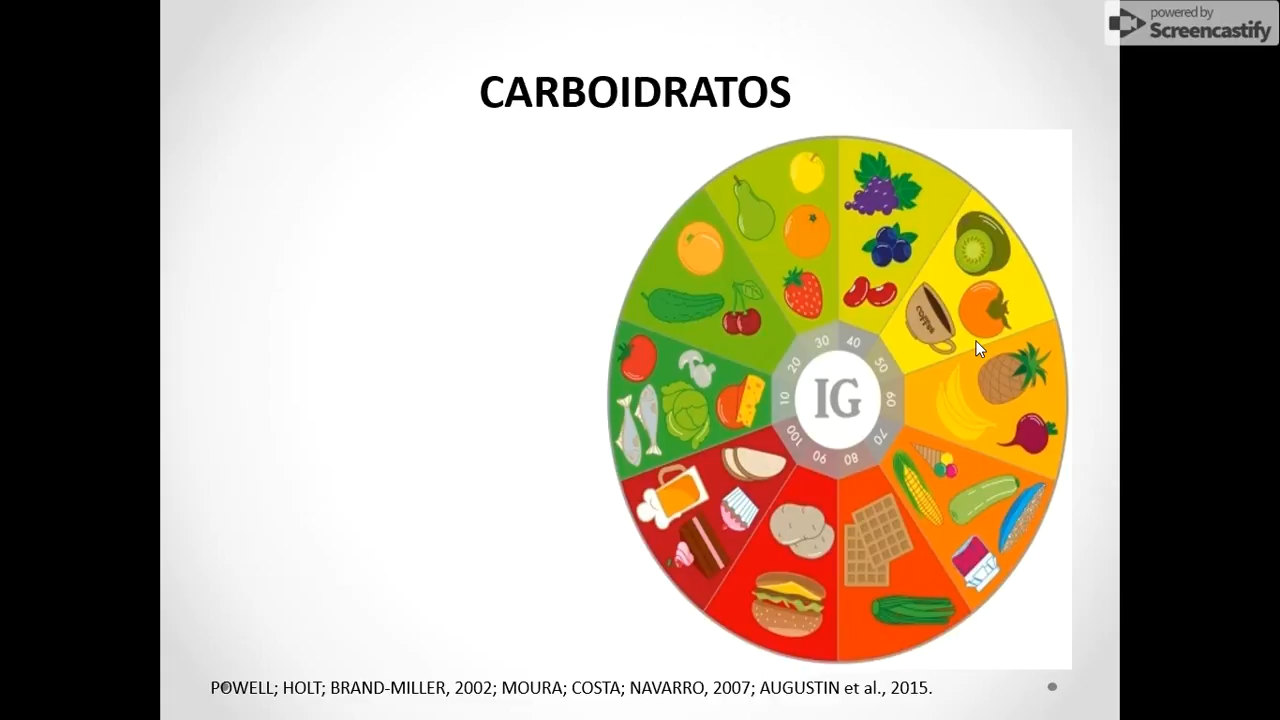 powered by
Screencastify
CARBOIDRATOS
IG
10
20
30
40
50
60
70
80
90
100
POWELL; HOLT; BRAND-MILLER, 2002; MOURA; COSTA; NAVARRO, 2007; AUGUSTIN et al., 2015.